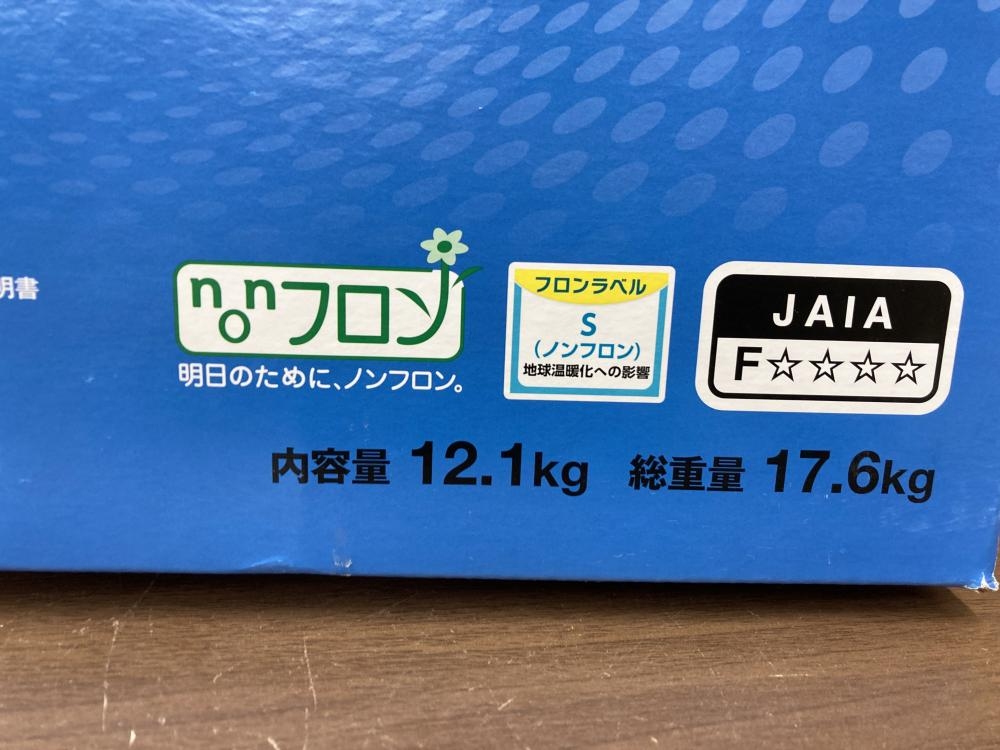 明書
nonフロン
明日のために、ノンフロン。
フロンラベル
S
(ノンフロン)
地球温暖化への影響
JAIA
F☆☆☆☆
内容量 12.1kg 総重量 17.6kg